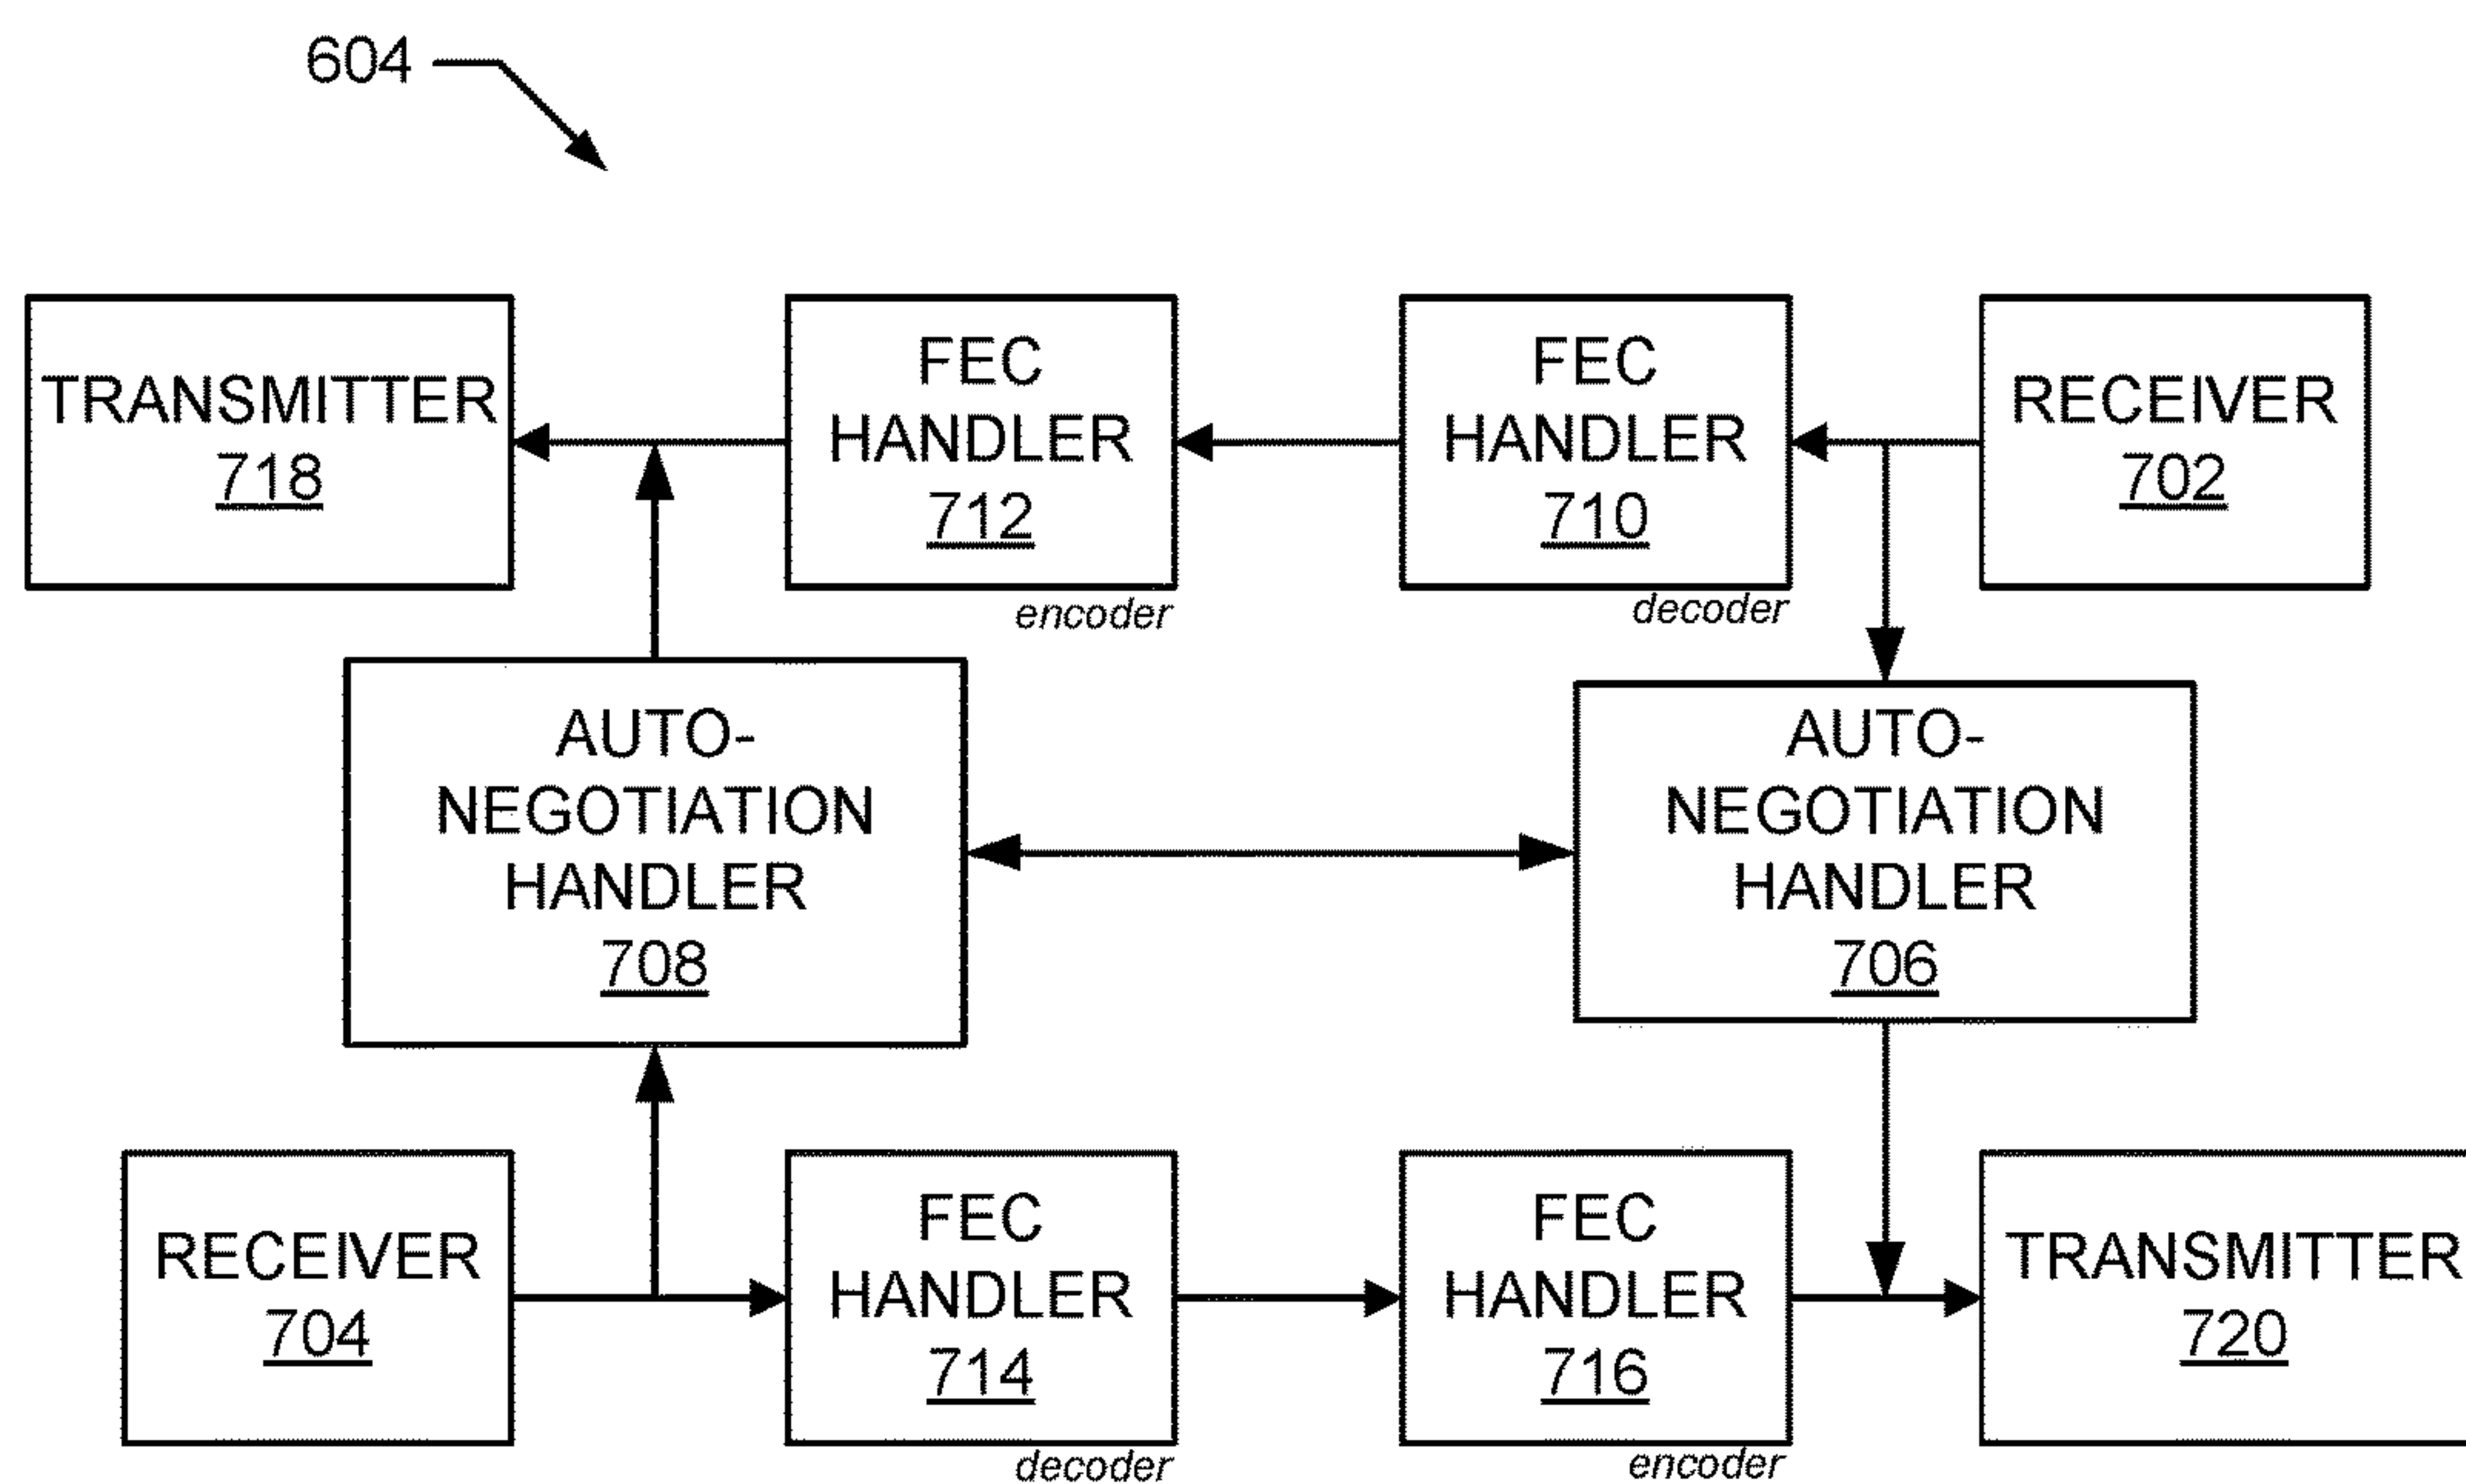 604
TRANSMITTER
718
FEC
HANDLER
712
encoder
FEC
HANDLER
710
decoder
RECEIVER
702
AUTO-
NEGOTIATION
HANDLER
708
AUTO-
NEGOTIATION
HANDLER
706
RECEIVER
704
FEC
HANDLER
714
decoder
FEC
HANDLER
716
encoder
TRANSMITTER
720